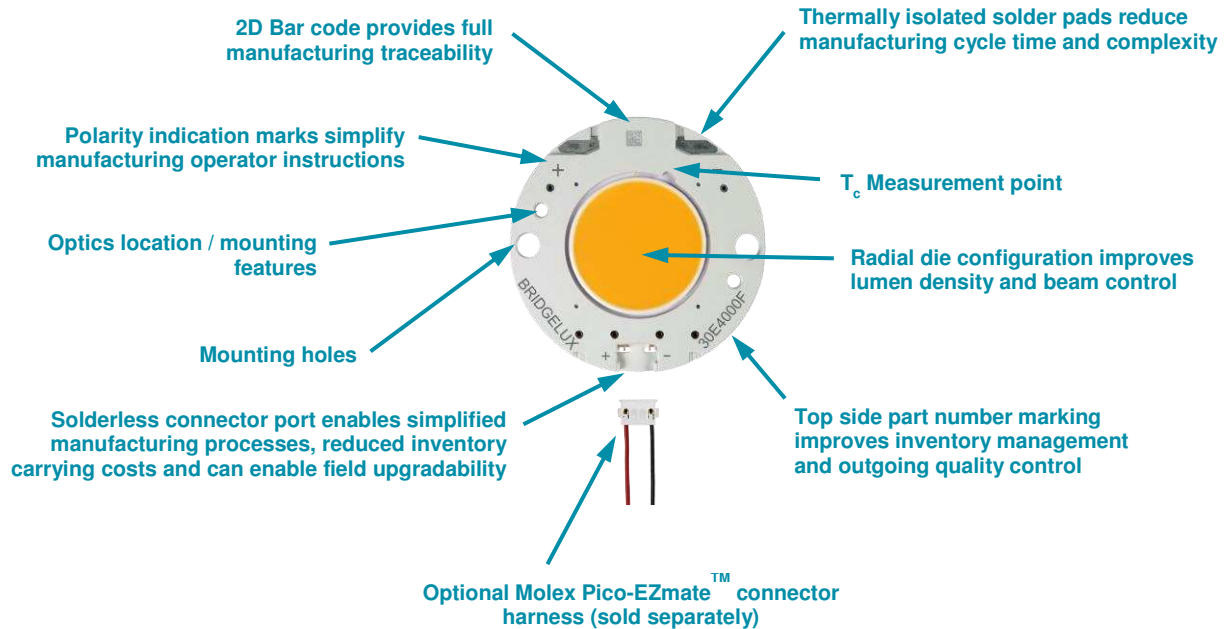 2D Bar code provides full
manufacturing traceability
Thermally isolated solder pads reduce
manufacturing cycle time and complexity
Polarity indication marks simplify
manufacturing operator instructions
Tc Measurement point
Optics location / mounting
features
Radial die configuration improves
lumen density and beam control
Mounting holes
+
−
BRIDGELUX
30E4000F
+
−
Solderless connector port enables simplified
manufacturing processes, reduced inventory
carrying costs and can enable field upgradability
Top side part number marking
improves inventory management
and outgoing quality control
Optional Molex Pico-EZmate™ connector
harness (sold separately)